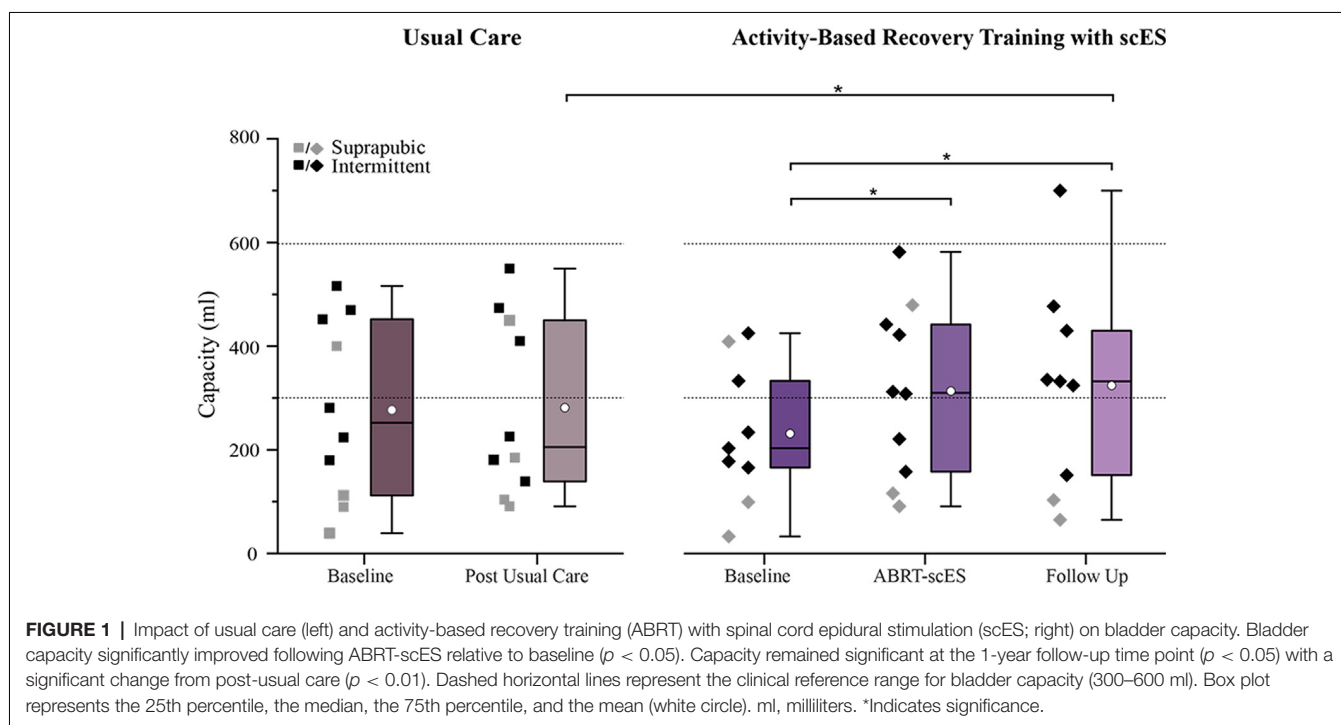 Usual Care
Activity-Based Recovery Training with scES
*
*
*
800
600
400
200
0
Capacity (ml)
■/◆ Suprapubic
■/◆ Intermittent
Baseline
Post Usual Care
Baseline
ABRT-scES
Follow Up
FIGURE 1 | Impact of usual care (left) and activity-based recovery training (ABRT) with spinal cord epidural stimulation (scES; right) on bladder capacity. Bladder
capacity significantly improved following ABRT-scES relative to baseline (p < 0.05). Capacity remained significant at the 1-year follow-up time point (p < 0.05) with a
significant change from post-usual care (p < 0.01). Dashed horizontal lines represent the clinical reference range for bladder capacity (300–600 ml). Box plot
represents the 25th percentile, the median, the 75th percentile, and the mean (white circle). ml, milliliters. *Indicates significance.